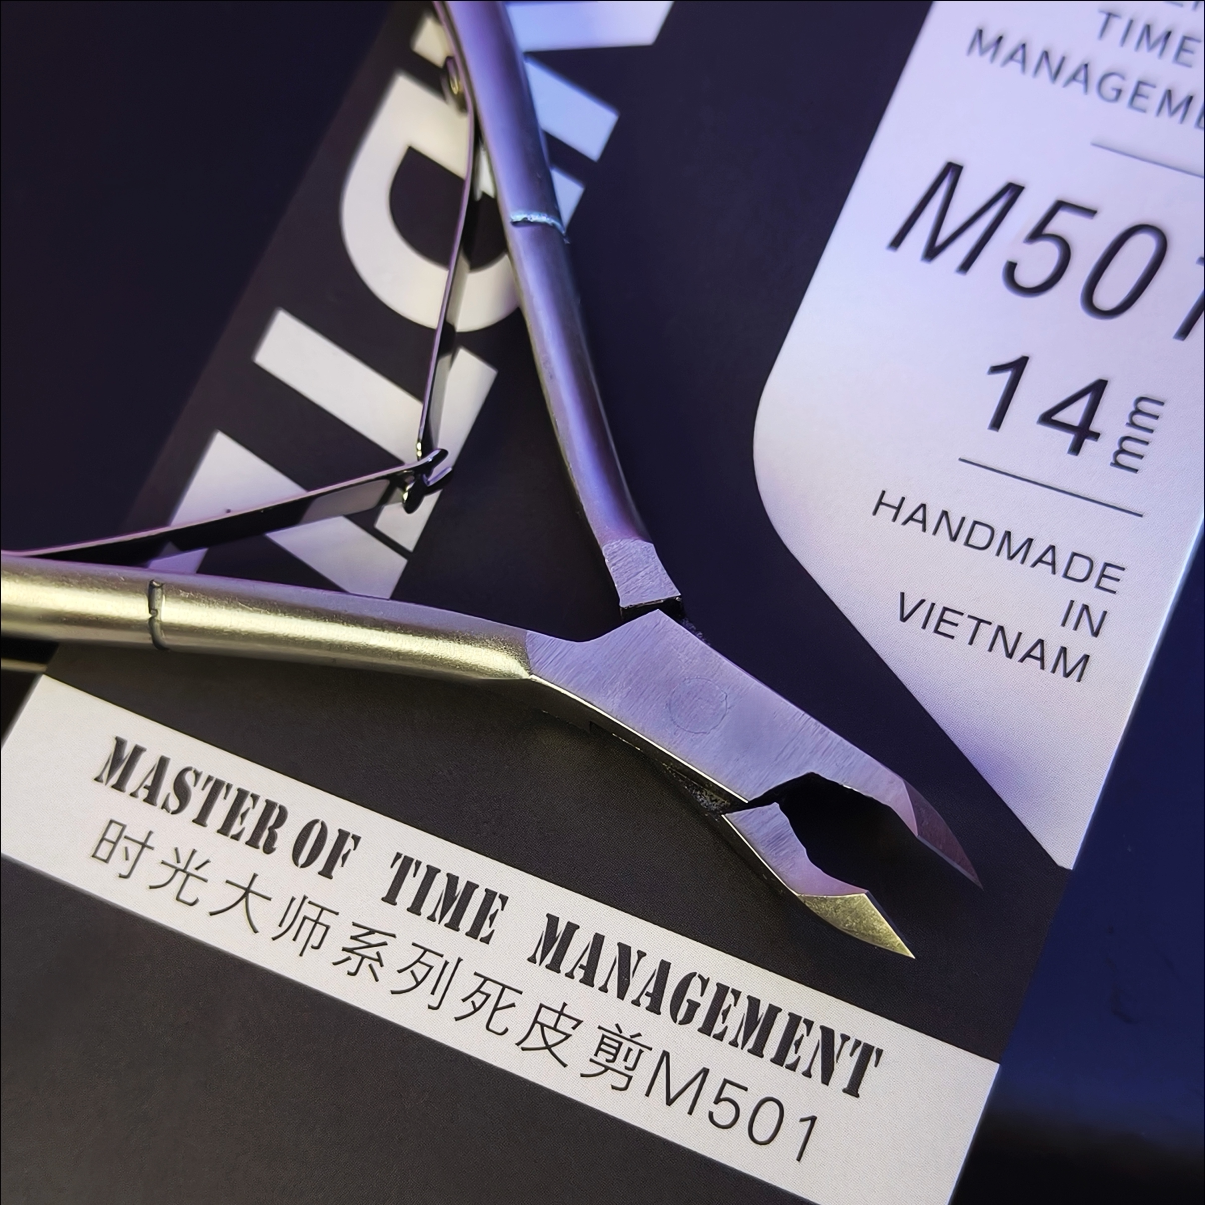 TIME
MANAGEME
M501
14mm
HANDMADE
IN
VIETNAM
MASTER OF TIME MANAGEMENT
时光大师系列死皮剪M501